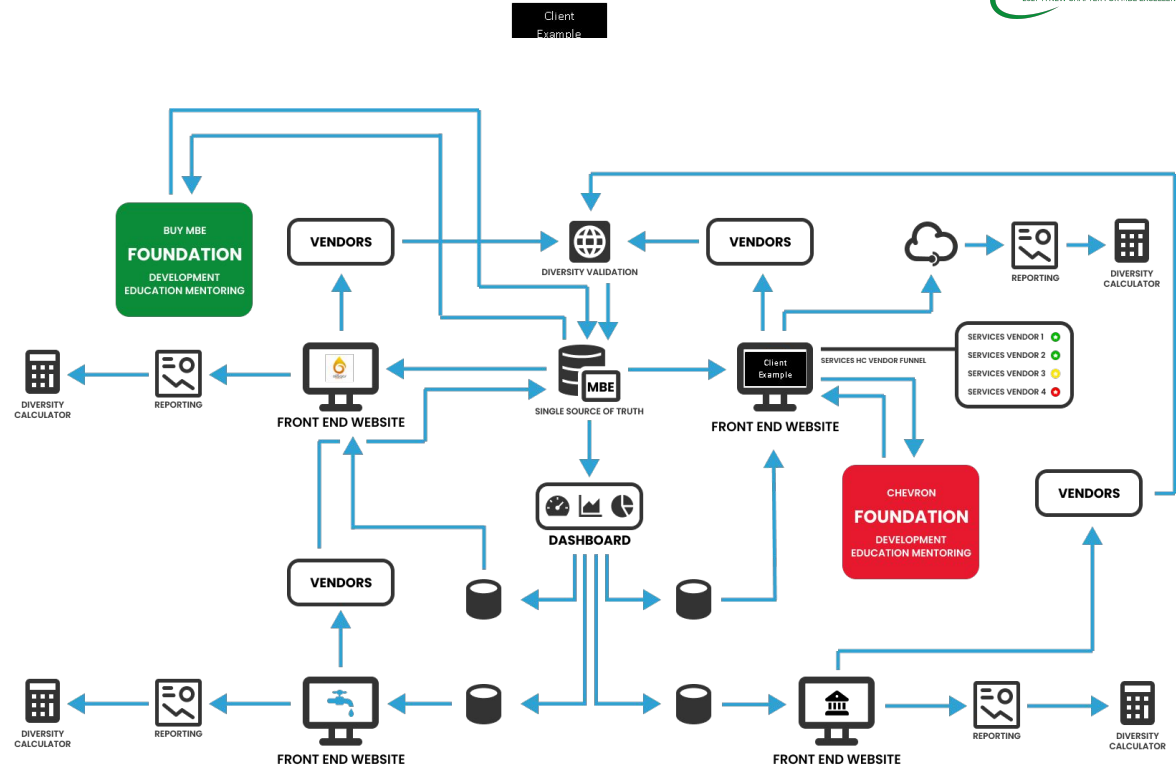 Client
Example
BUY MBE
FOUNDATION
DEVELOPMENT
EDUCATION MENTORING
VENDORS
DIVERSITY VALIDATION
VENDORS
REPORTING
DIVERSITY
CALCULATOR
DIVERSITY
CALCULATOR
REPORTING
FRONT END WEBSITE
MBE
SINGLE SOURCE OF TRUTH
Client
Example
FRONT END WEBSITE
SERVICES HC VENDOR FUNNEL
SERVICES VENDOR 1
SERVICES VENDOR 2
SERVICES VENDOR 3
SERVICES VENDOR 4
CHEVRON
FOUNDATION
DEVELOPMENT
EDUCATION MENTORING
VENDORS
DASHBOARD
VENDORS
DIVERSITY
CALCULATOR
REPORTING
FRONT END WEBSITE
FRONT END WEBSITE
REPORTING
DIVERSITY
CALCULATOR